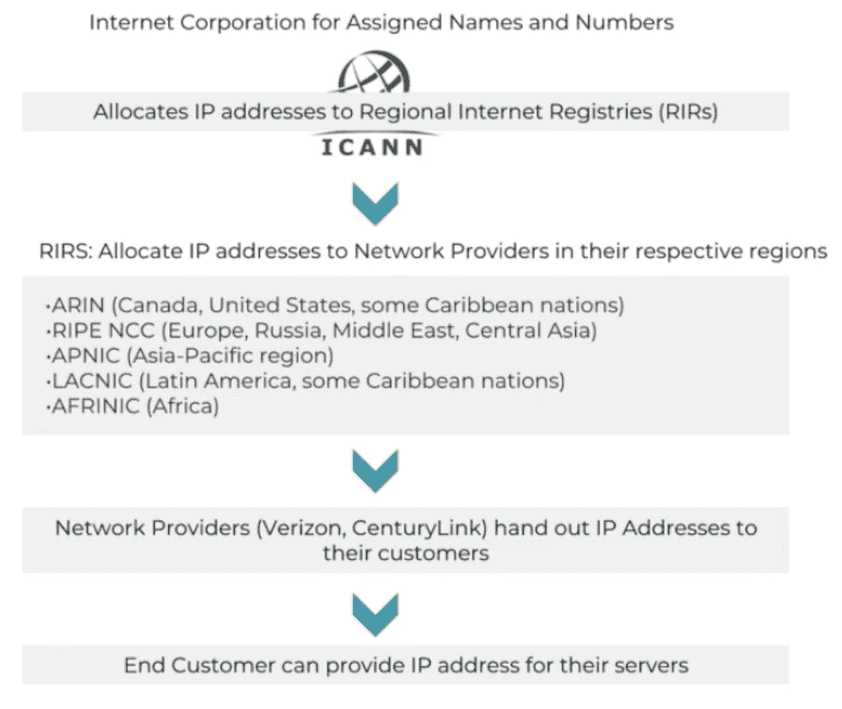 Internet Corporation for Assigned Names and Numbers
Allocates IP addresses to Regional Internet Registries (RIRs)
ICANN
RIRS: Allocate IP addresses to Network Providers in their respective regions
·ARIN (Canada, United States, some Caribbean nations)
·RIPE NCC (Europe, Russia, Middle East, Central Asia)
·APNIC (Asia-Pacific region)
·LACNIC (Latin America, some Caribbean nations)
·AFRINIC (Africa)
Network Providers (Verizon, CenturyLink) hand out IP Addresses to
their customers
End Customer can provide IP address for their servers